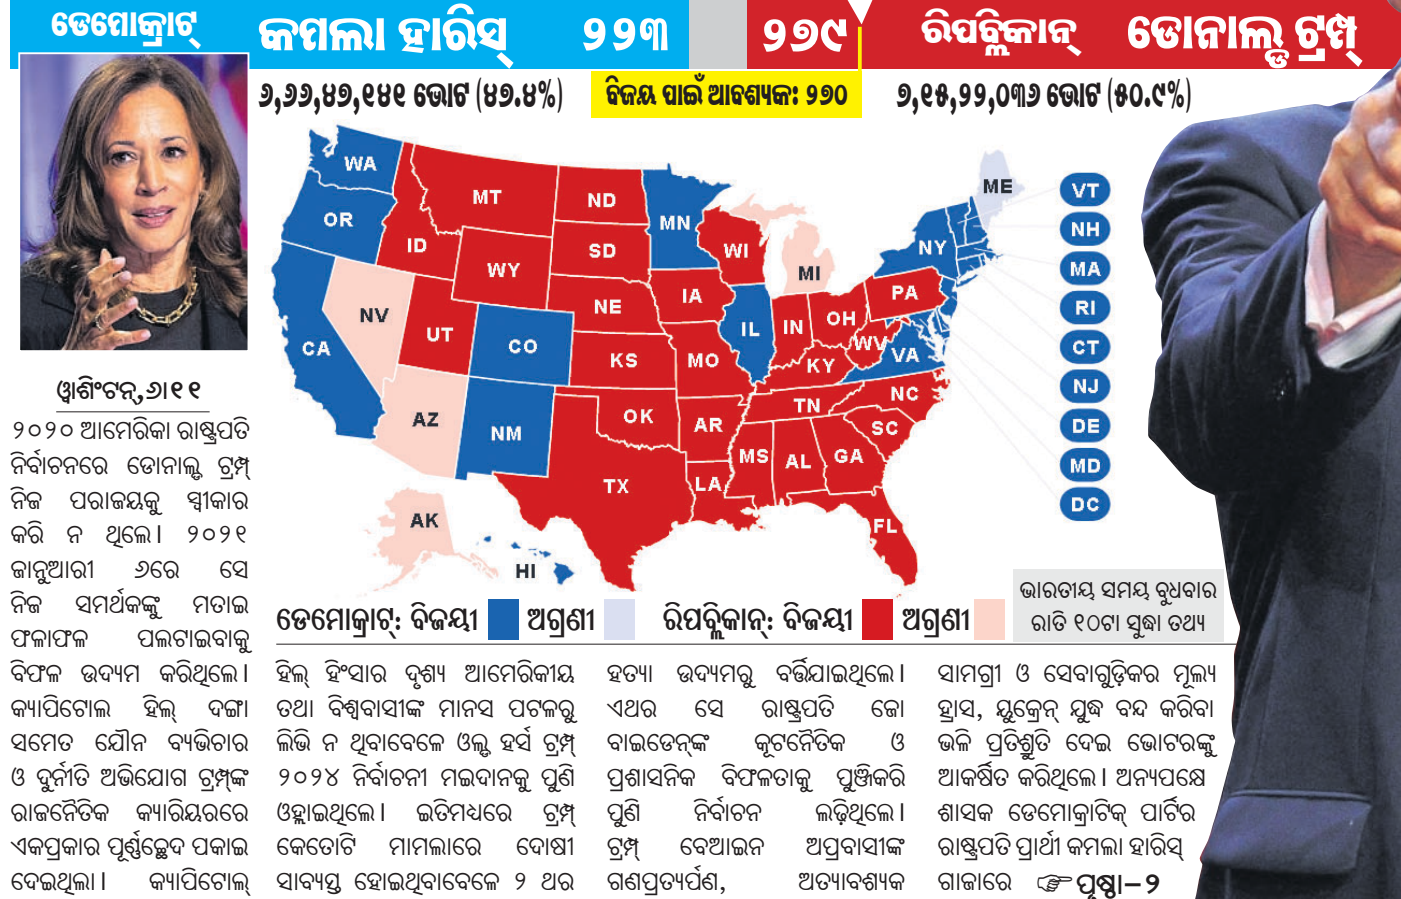 ଡେମୋକ୍ରାଟ୍
କମଲା ହାରିସ୍
୨୨୩
୨୭୯
ରିପବ୍ଲିକାନ୍
ଡୋନାଲ୍ଡ ଟ୍ରମ୍ପ୍
୬,୬୬,୪୭,୧୪୧ ଭୋଟ (୪୭.୪%)
ବିଜୟ ପାଇଁ ଆବଶ୍ୟକ: ୨୭୦
୭,୧୫,୨୨,୦୩୬ ଭୋଟ (୫୦.୯%)
WA
OR
CA
NV
ID
MT
WY
UT
AZ
CO
NM
ND
SD
NE
KS
OK
TX
MN
IA
MO
AR
LA
WI
IL
MI
IN
OH
KY
TN
MS
AL
GA
FL
SC
NC
VA
WV
PA
NY
ME
AK
HI
VT
NH
MA
RI
CT
NJ
DE
MD
DC
ଡେମୋକ୍ରାଟ୍: ବିଜୟୀ
ଅଗ୍ରଣୀ
ରିପବ୍ଲିକାନ୍: ବିଜୟୀ
ଅଗ୍ରଣୀ
ଭାରତୀୟ ସମୟ ବୁଧବାର
ରାତି ୧୦ଟା ସୁଦ୍ଧା ତଥ୍ୟ
ୱାଶିଂଟନ୍,୬ା୧୧
୨୦୨୦ ଆମେରିକା ରାଷ୍ଟ୍ରପତି
ନିର୍ବାଚନରେ ଡୋନାଲ୍ଡ ଟ୍ରମ୍ପ୍
ନିଜ ପରାଜୟକୁ ସ୍ୱୀକାର
କରି ନ ଥିଲେ। ୨୦୨୧
ଜାନୁଆରୀ ୬ରେ ସେ
ନିଜ ସମର୍ଥକଙ୍କୁ ମତାଇ
ଫଳାଫଳ ପଲଟାଇବାକୁ
ବିଫଳ ଉଦ୍ୟମ କରିଥିଲେ।
କ୍ୟାପିଟୋଲ ହିଲ୍ ଦଙ୍ଗା
ସମେତ ଯୌନ ବ୍ୟଭିଚାର
ଓ ଦୁର୍ନୀତି ଅଭିଯୋଗ ଟ୍ରମ୍ପଙ୍କ
ରାଜନୈତିକ କ୍ୟାରିୟରରେ
ଏକପ୍ରକାର ପୂର୍ଣ୍ଣଚ୍ଛେଦ ପକାଇ
ଦେଇଥିଲା। କ୍ୟାପିଟୋଲ୍
ହିଲ୍ ହିଂସାର ଦୃଶ୍ୟ ଆମେରିକୀୟ
ତଥା ବିଶ୍ୱବାସୀଙ୍କ ମାନସ ପଟଳରୁ
ଲିଭି ନ ଥିବାବେଳେ ଓଲ୍ଡ ହର୍ସ ଟ୍ରମ୍ପ୍
୨୦୨୪ ନିର୍ବାଚନୀ ମଇଦାନକୁ ପୁଣି
ଓହ୍ଲାଇଥିଲେ। ଇତିମଧ୍ୟରେ ଟ୍ରମ୍ପ୍
କେତୋଟି ମାମଲାରେ ଦୋଷୀ
ସାବ୍ୟସ୍ତ ହୋଇଥିବାବେଳେ ୨ ଥର
ହତ୍ୟା ଉଦ୍ୟମରୁ ବର୍ତ୍ତିଯାଇଥିଲେ।
ଏଥର ସେ ରାଷ୍ଟ୍ରପତି ଜୋ
ବାଇଡେନ୍‌ଙ୍କ କୂଟନୈତିକ ଓ
ପ୍ରଶାସନିକ ବିଫଳତାକୁ ପୁଞ୍ଜିକରି
ପୁଣି ନିର୍ବାଚନ ଲଢ଼ିଥିଲେ।
ଟ୍ରମ୍ପ୍ ବେଆଇନ ଅପ୍ରବାସୀଙ୍କ
ଗଣପ୍ରତ୍ୟର୍ପଣ, ଅତ୍ୟାବଶ୍ୟକ
ସାମଗ୍ରୀ ଓ ସେବାଗୁଡ଼ିକର ମୂଲ୍ୟ
ହ୍ରାସ, ୟୁକ୍ରେନ୍ ଯୁଦ୍ଧ ବନ୍ଦ କରିବା
ଭଳି ପ୍ରତିଶ୍ରୁତି ଦେଇ ଭୋଟରଙ୍କୁ
ଆକର୍ଷିତ କରିଥିଲେ। ଅନ୍ୟପକ୍ଷେ
ଶାସକ ଡେମୋକ୍ରାଟିକ୍ ପାର୍ଟିର
ରାଷ୍ଟ୍ରପତି ପ୍ରାର୍ଥୀ କମଲା ହାରିସ୍
ଗାଜାରେ ☞ ପୃଷ୍ଠା–୨